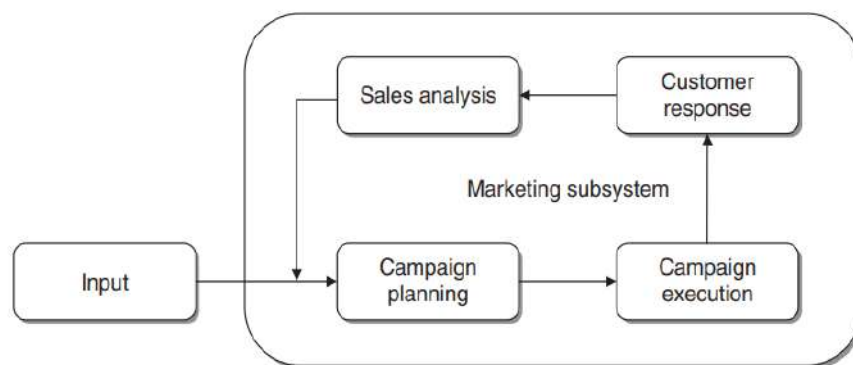 Sales analysis
Customer
response
Marketing subsystem
Input
Campaign
planning
Campaign
execution